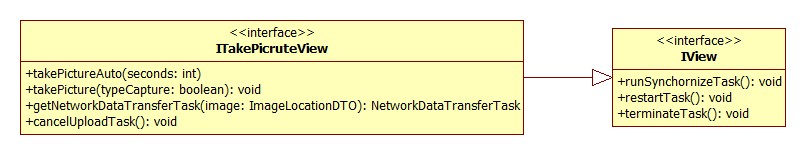 <<interface>>
ITakePicruteView
+takePictureAuto(seconds: int)
+takePicture(typeCapture: boolean): void
+getNetworkDataTransferTask(image: ImageLocationDTO): NetworkDataTransferTask
+cancelUploadTask(): void
<<interface>>
IView
+runSynchornizeTask(): void
+restartTask(): void
+terminateTask(): void